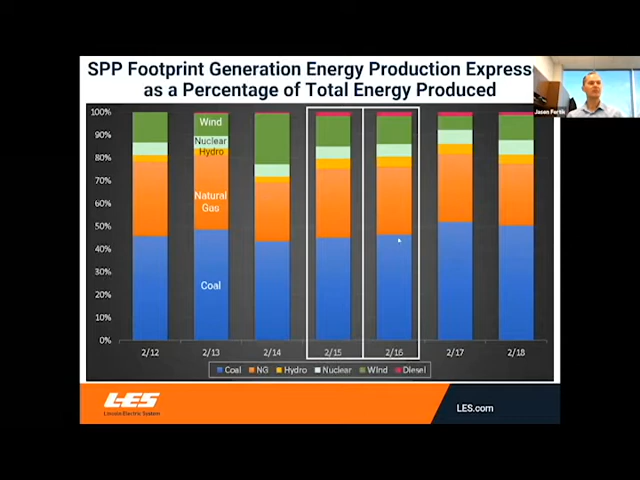 SPP Footprint Generation Energy Production Express
as a Percentage of Total Energy Produced
Jason Fortik
100%
90%
80%
70%
60%
50%
40%
30%
20%
10%
0%
Wind
Nuclear
Hydro
Natural
Gas
Coal
2/12 2/13 2/14 2/15 2/16 2/17 2/18
Coal NG Hydro Nuclear Wind Diesel
LES
Lincoln Electric System
LES.com